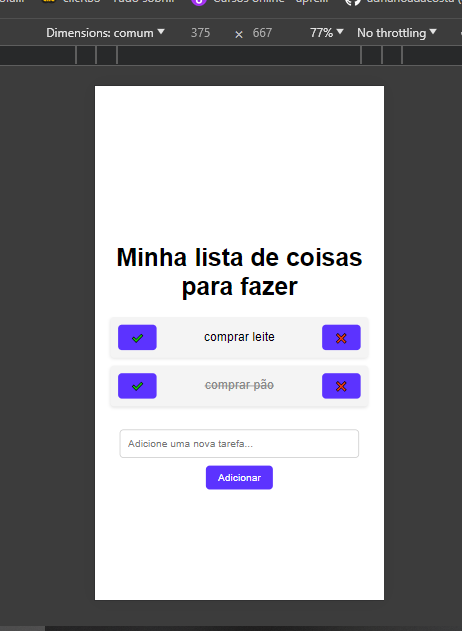 Dimensions: comum 375 × 667 77% No throttling
Minha lista de coisas
para fazer
comprar leite
comprar pão
Adicione uma nova tarefa...
Adicionar